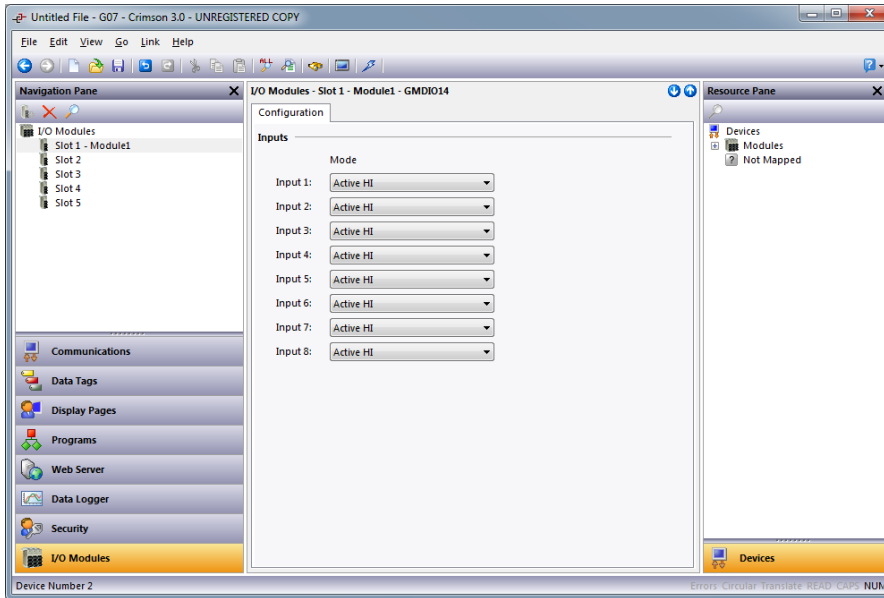 Untitled File - G07 - Crimson 3.0 - UNREGISTERED COPY
File Edit View Go Link Help
Navigation Pane
I/O Modules
Slot 1 - Module1
Slot 2
Slot 3
Slot 4
Slot 5
Communications
Data Tags
Display Pages
Programs
Web Server
Data Logger
Security
I/O Modules
I/O Modules - Slot 1 - Module1 - GMDIO14
Configuration
Inputs
Mode
Input 1: Active HI
Input 2: Active HI
Input 3: Active HI
Input 4: Active HI
Input 5: Active HI
Input 6: Active HI
Input 7: Active HI
Input 8: Active HI
Resource Pane
Devices
Modules
Not Mapped
Devices
Device Number 2
Errors Circular Translate READ CAPS NUM